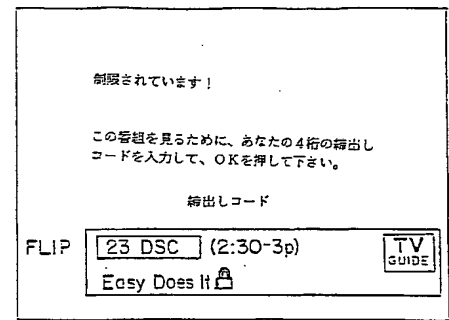 制限されています！
この番組を見るために、あなたの4桁の締出し
コードを入力して、OKを押して下さい。
締出しコード
FLIP 23 DSC (2:30-3p) TV GUIDE
Easy Does It